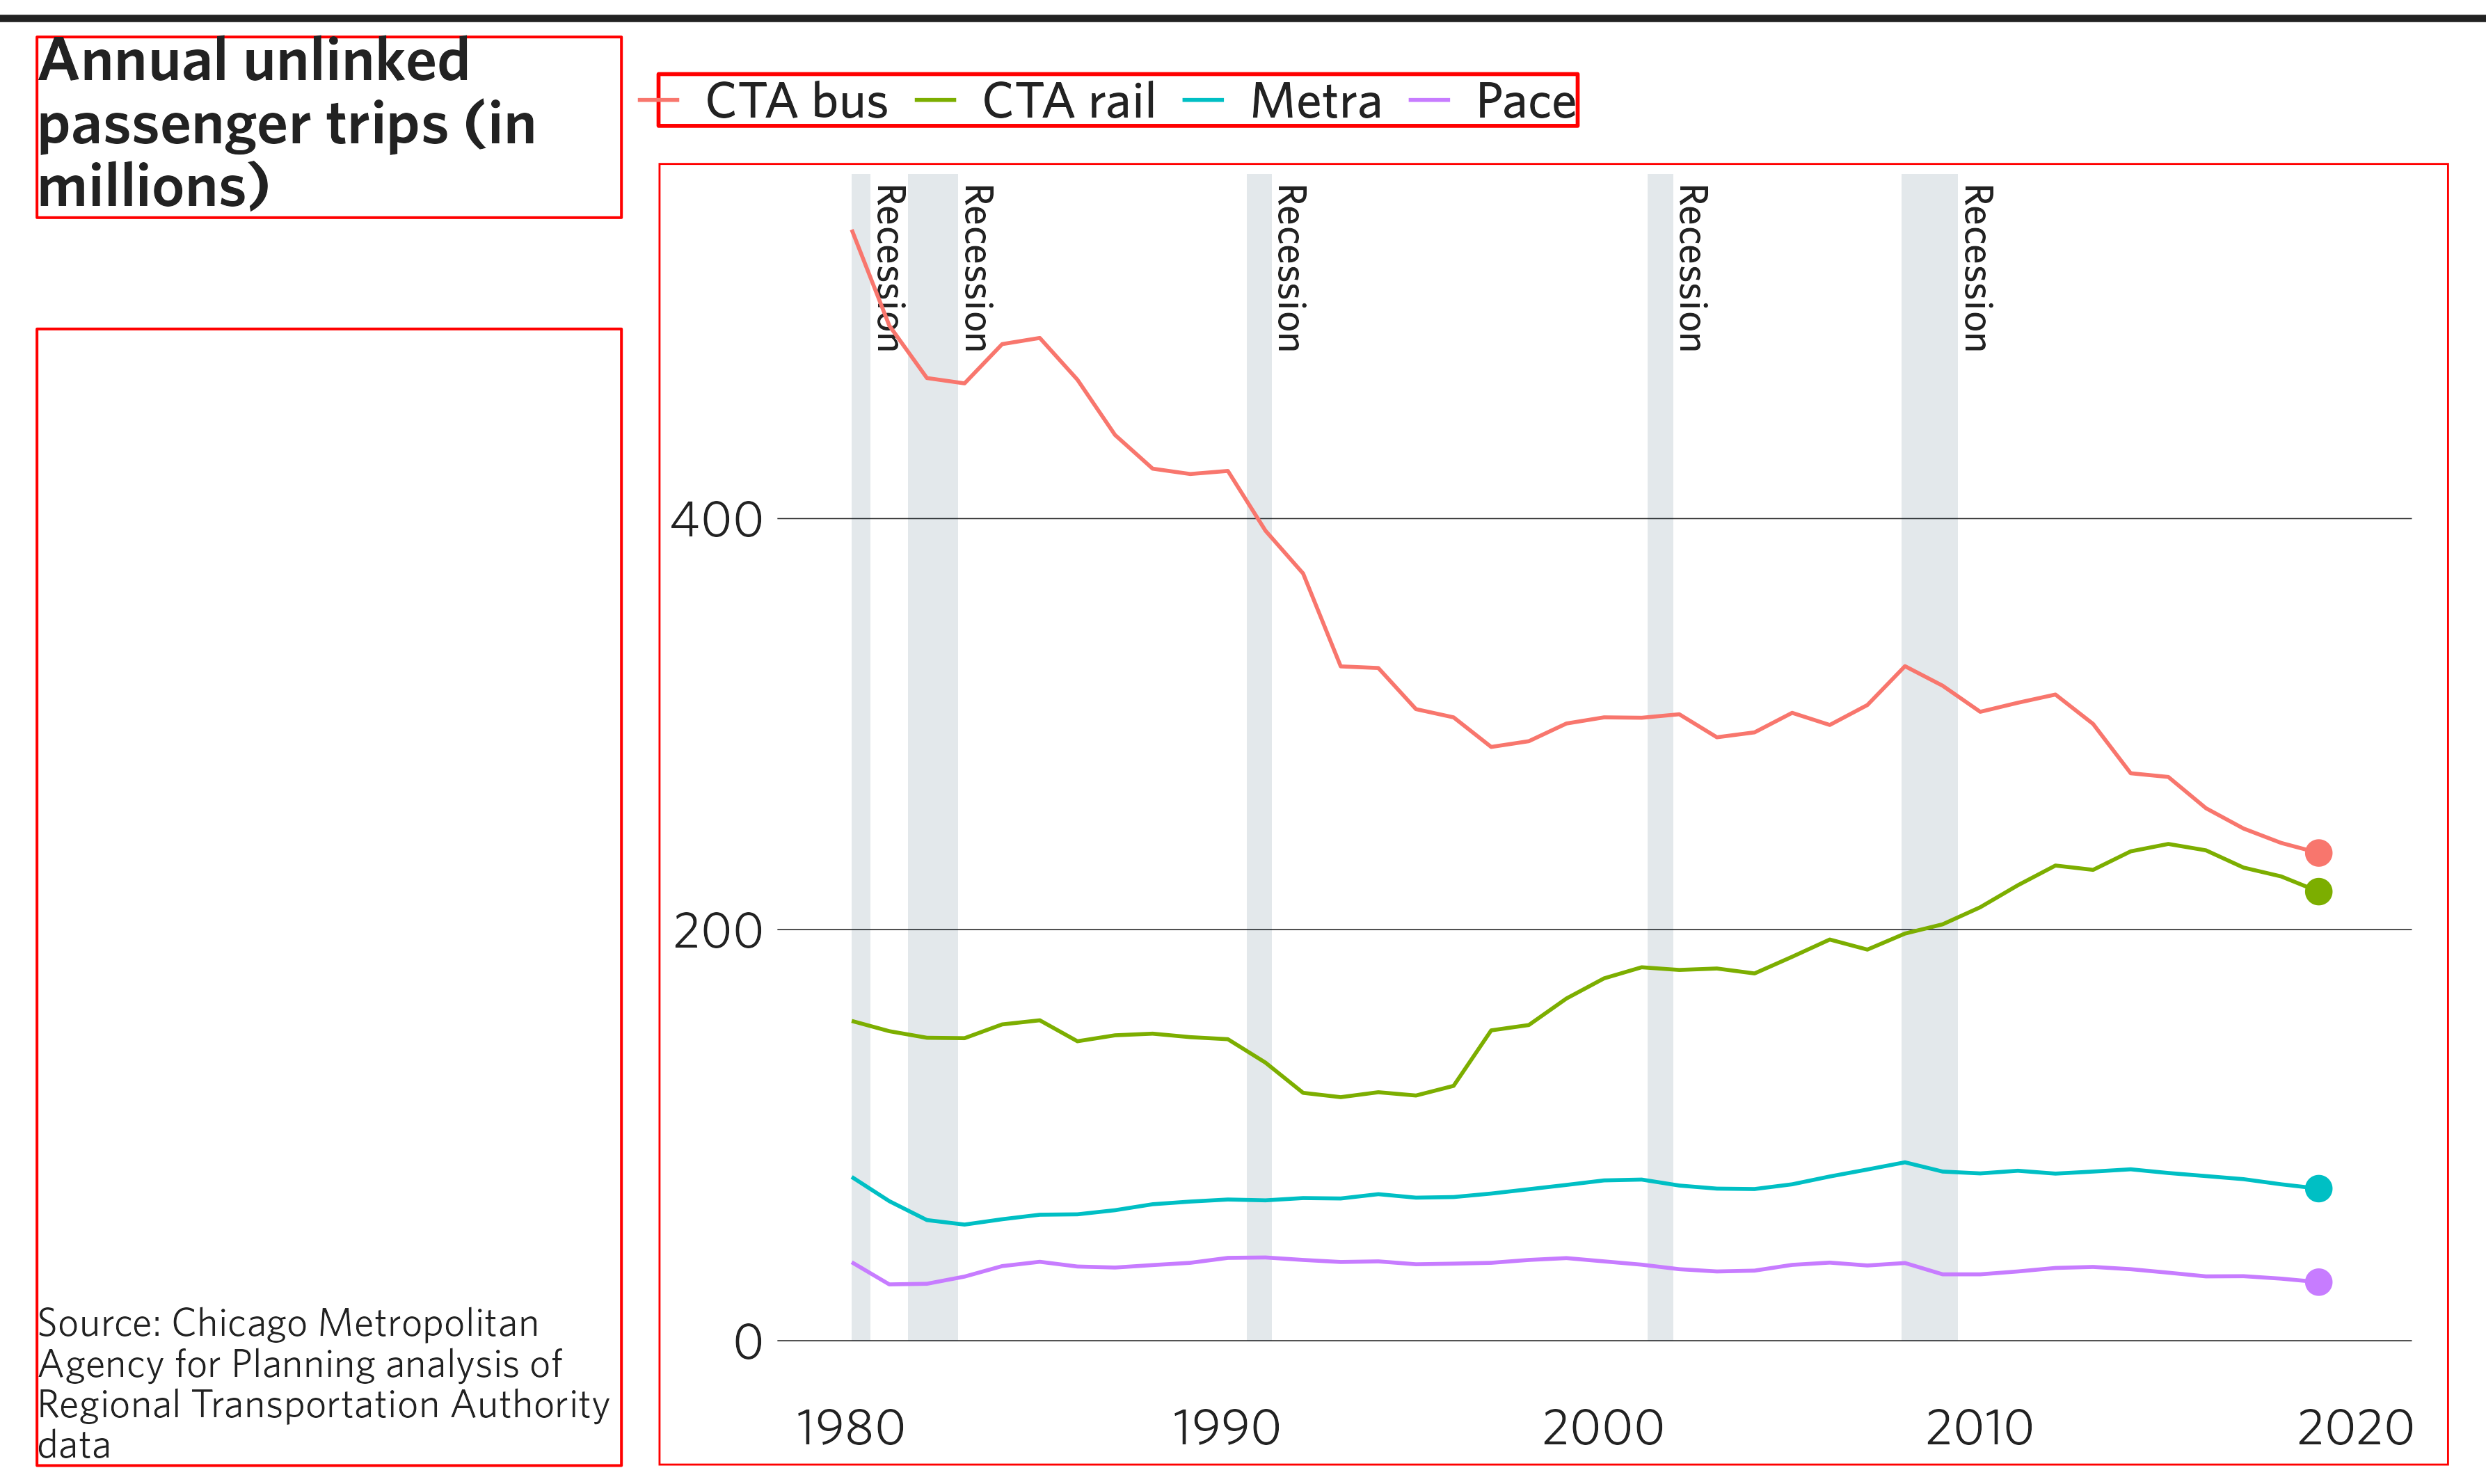 Annual unlinked
passenger trips (in
millions)
CTA bus CTA rail Metra Pace
Recession Recession Recession Recession Recession
400
200
0
1980 1990 2000 2010 2020
Source: Chicago Metropolitan
Agency for Planning analysis of
Regional Transportation Authority
data